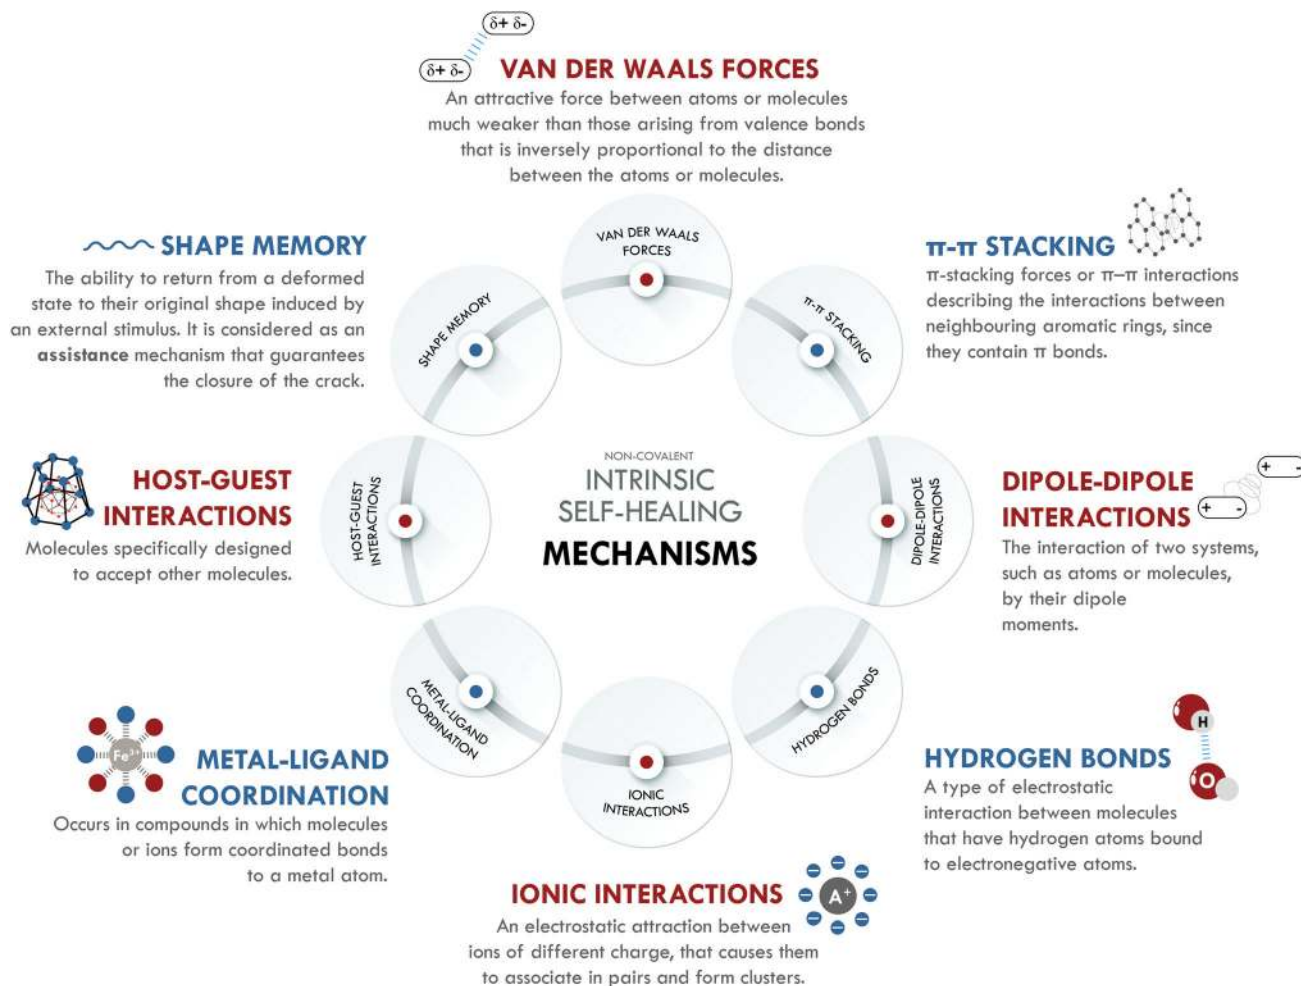 δ+ δ-
δ+ δ-
VAN DER WAALS FORCES
An attractive force between atoms or molecules
much weaker than those arising from valence bonds
that is inversely proportional to the distance
between the atoms or molecules.
SHAPE MEMORY
The ability to return from a deformed
state to their original shape induced by
an external stimulus. It is considered as an
assistance mechanism that guarantees
the closure of the crack.
π-π STACKING
π-stacking forces or π–π interactions
describing the interactions between
neighbouring aromatic rings, since
they contain π bonds.
VAN DER WAALS
FORCES
SHAPE MEMORY
π-π STACKING
HOST-GUEST
INTERACTIONS
Molecules specifically designed
to accept other molecules.
HOST-GUEST
INTERACTIONS
NON-COVALENT
INTRINSIC
SELF-HEALING
MECHANISMS
DIPOLE-DIPOLE
INTERACTIONS
DIPOLE-DIPOLE
INTERACTIONS
+ -
+ -
The interaction of two systems,
such as atoms or molecules,
by their dipole
moments.
METAL-LIGAND
COORDINATION
HYDROGEN BONDS
IONIC
INTERACTIONS
Fe³⁺
METAL-LIGAND
COORDINATION
Occurs in compounds in which molecules
or ions form coordinated bonds
to a metal atom.
H
O
HYDROGEN BONDS
A type of electrostatic
interaction between molecules
that have hydrogen atoms bound
to electronegative atoms.
IONIC INTERACTIONS
A⁺
An electrostatic attraction between
ions of different charge, that causes them
to associate in pairs and form clusters.